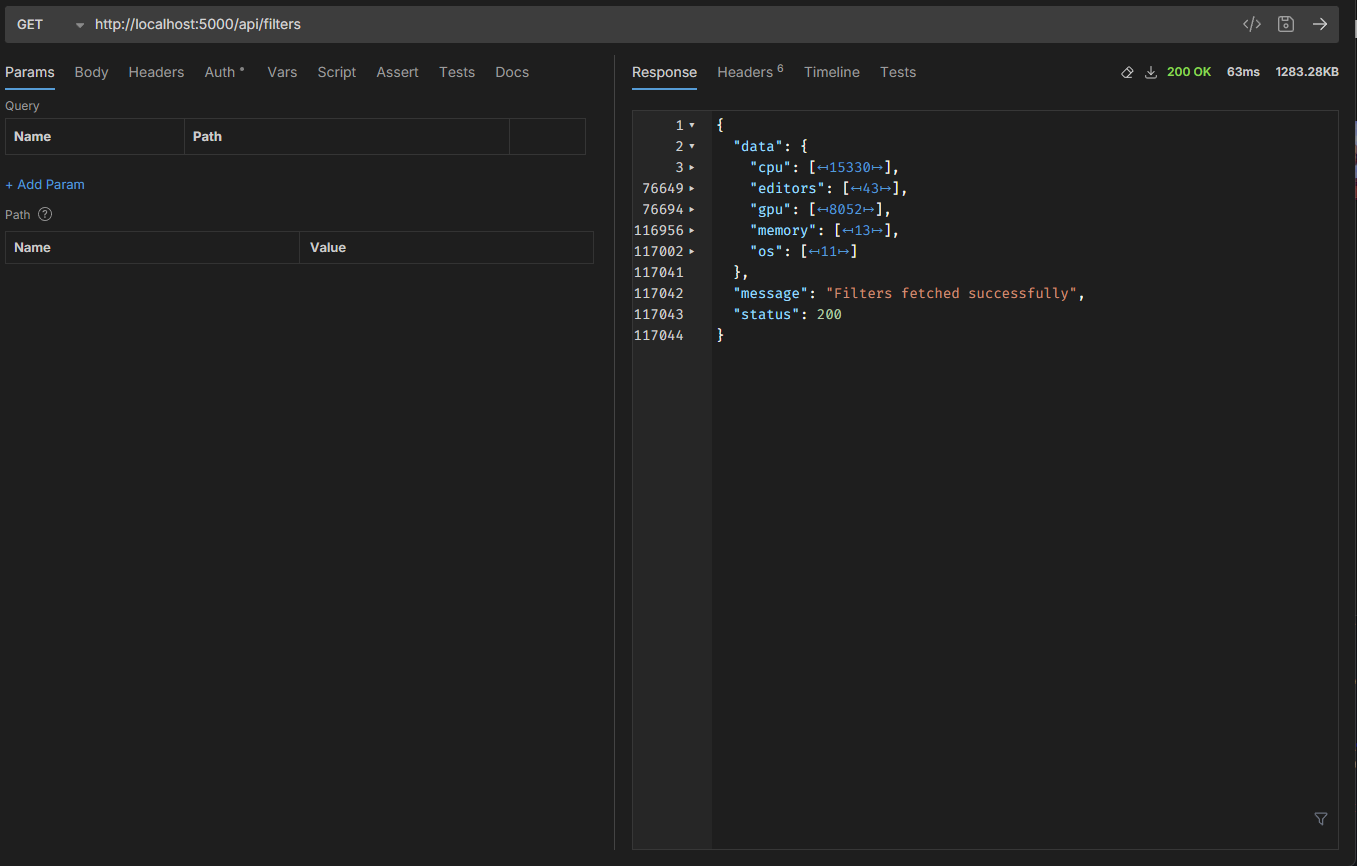 GET http://localhost:5000/api/filters
Params Body Headers Auth Vars Script Assert Tests Docs
Query
Name Path
+ Add Param
Path ?
Name Value
Response Headers 6 Timeline Tests 200 OK 63ms 1283.28KB
1 {
2 "data": {
3 "cpu": [↤15330↦],
76649 "editors": [↤43↦],
76694 "gpu": [↤8052↦],
116956 "memory": [↤13↦],
117002 "os": [↤11↦]
117041 },
117042 "message": "Filters fetched successfully",
117043 "status": 200
117044 }